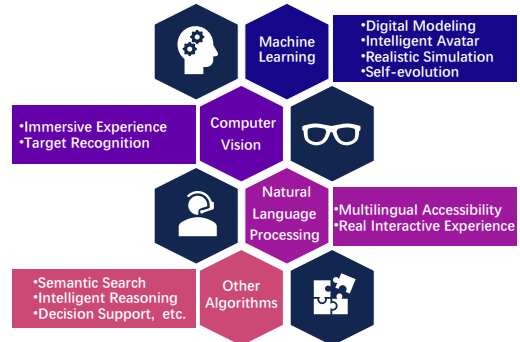 Machine
Learning
•Digital Modeling
•Intelligent Avatar
•Realistic Simulation
•Self-evolution
•Immersive Experience
•Target Recognition
Computer
Vision
Natural
Language
Processing
•Multilingual Accessibility
•Real Interactive Experience
•Semantic Search
•Intelligent Reasoning
•Decision Support, etc.
Other
Algorithms